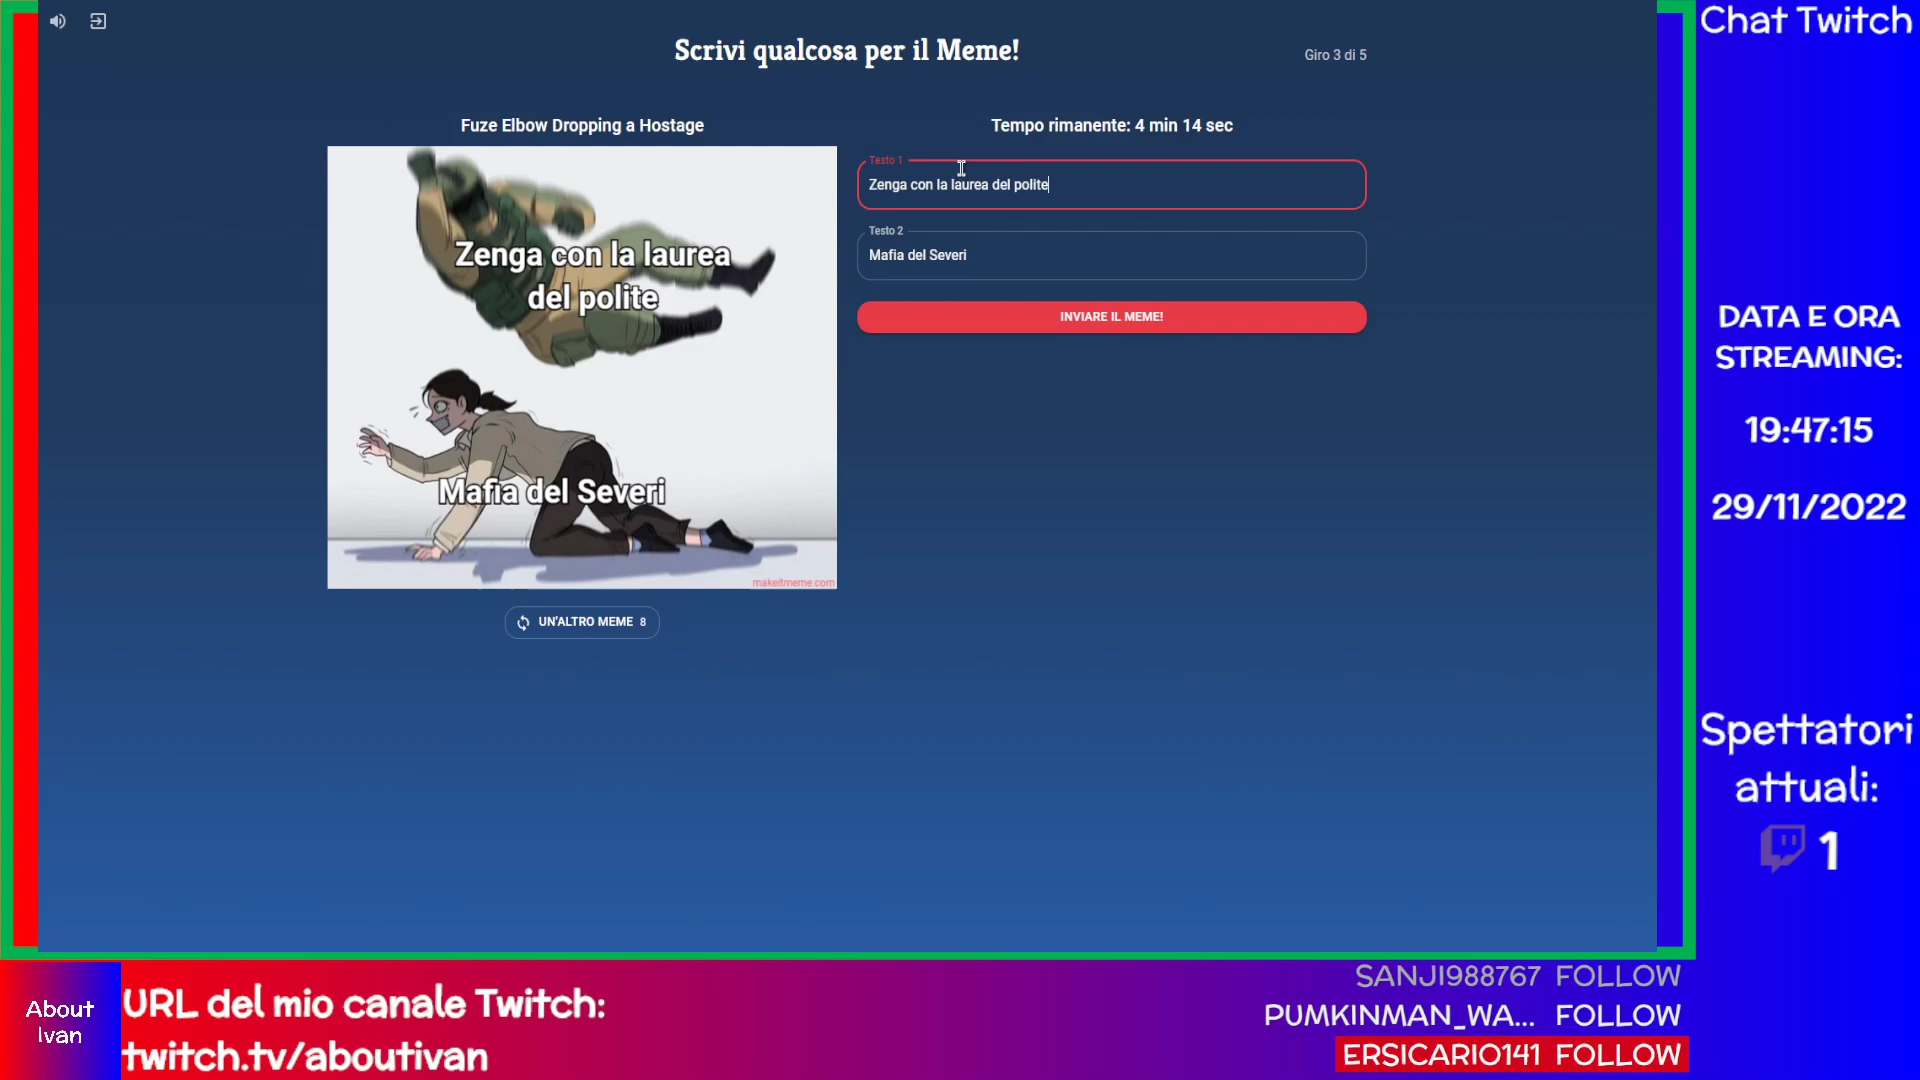 Scrivi qualcosa per il Meme!
Giro 3 di 5
Fuze Elbow Dropping a Hostage
Zenga con la laurea
del polite
Mafia del Severi
makeitmeme.com
UN'ALTRO MEME 8
Tempo rimanente: 4 min 14 sec
Testo 1
Zenga con la laurea del polite
Testo 2
Mafia del Severi
INVIARE IL MEME!
Chat Twitch
DATA E ORA
STREAMING:
19:47:15
29/11/2022
Spettatori
attuali:
1
About
Ivan
URL del mio canale Twitch:
twitch.tv/aboutivan
SANJI988767 FOLLOW
PUMKINMAN_WA... FOLLOW
ERSICARIO141 FOLLOW